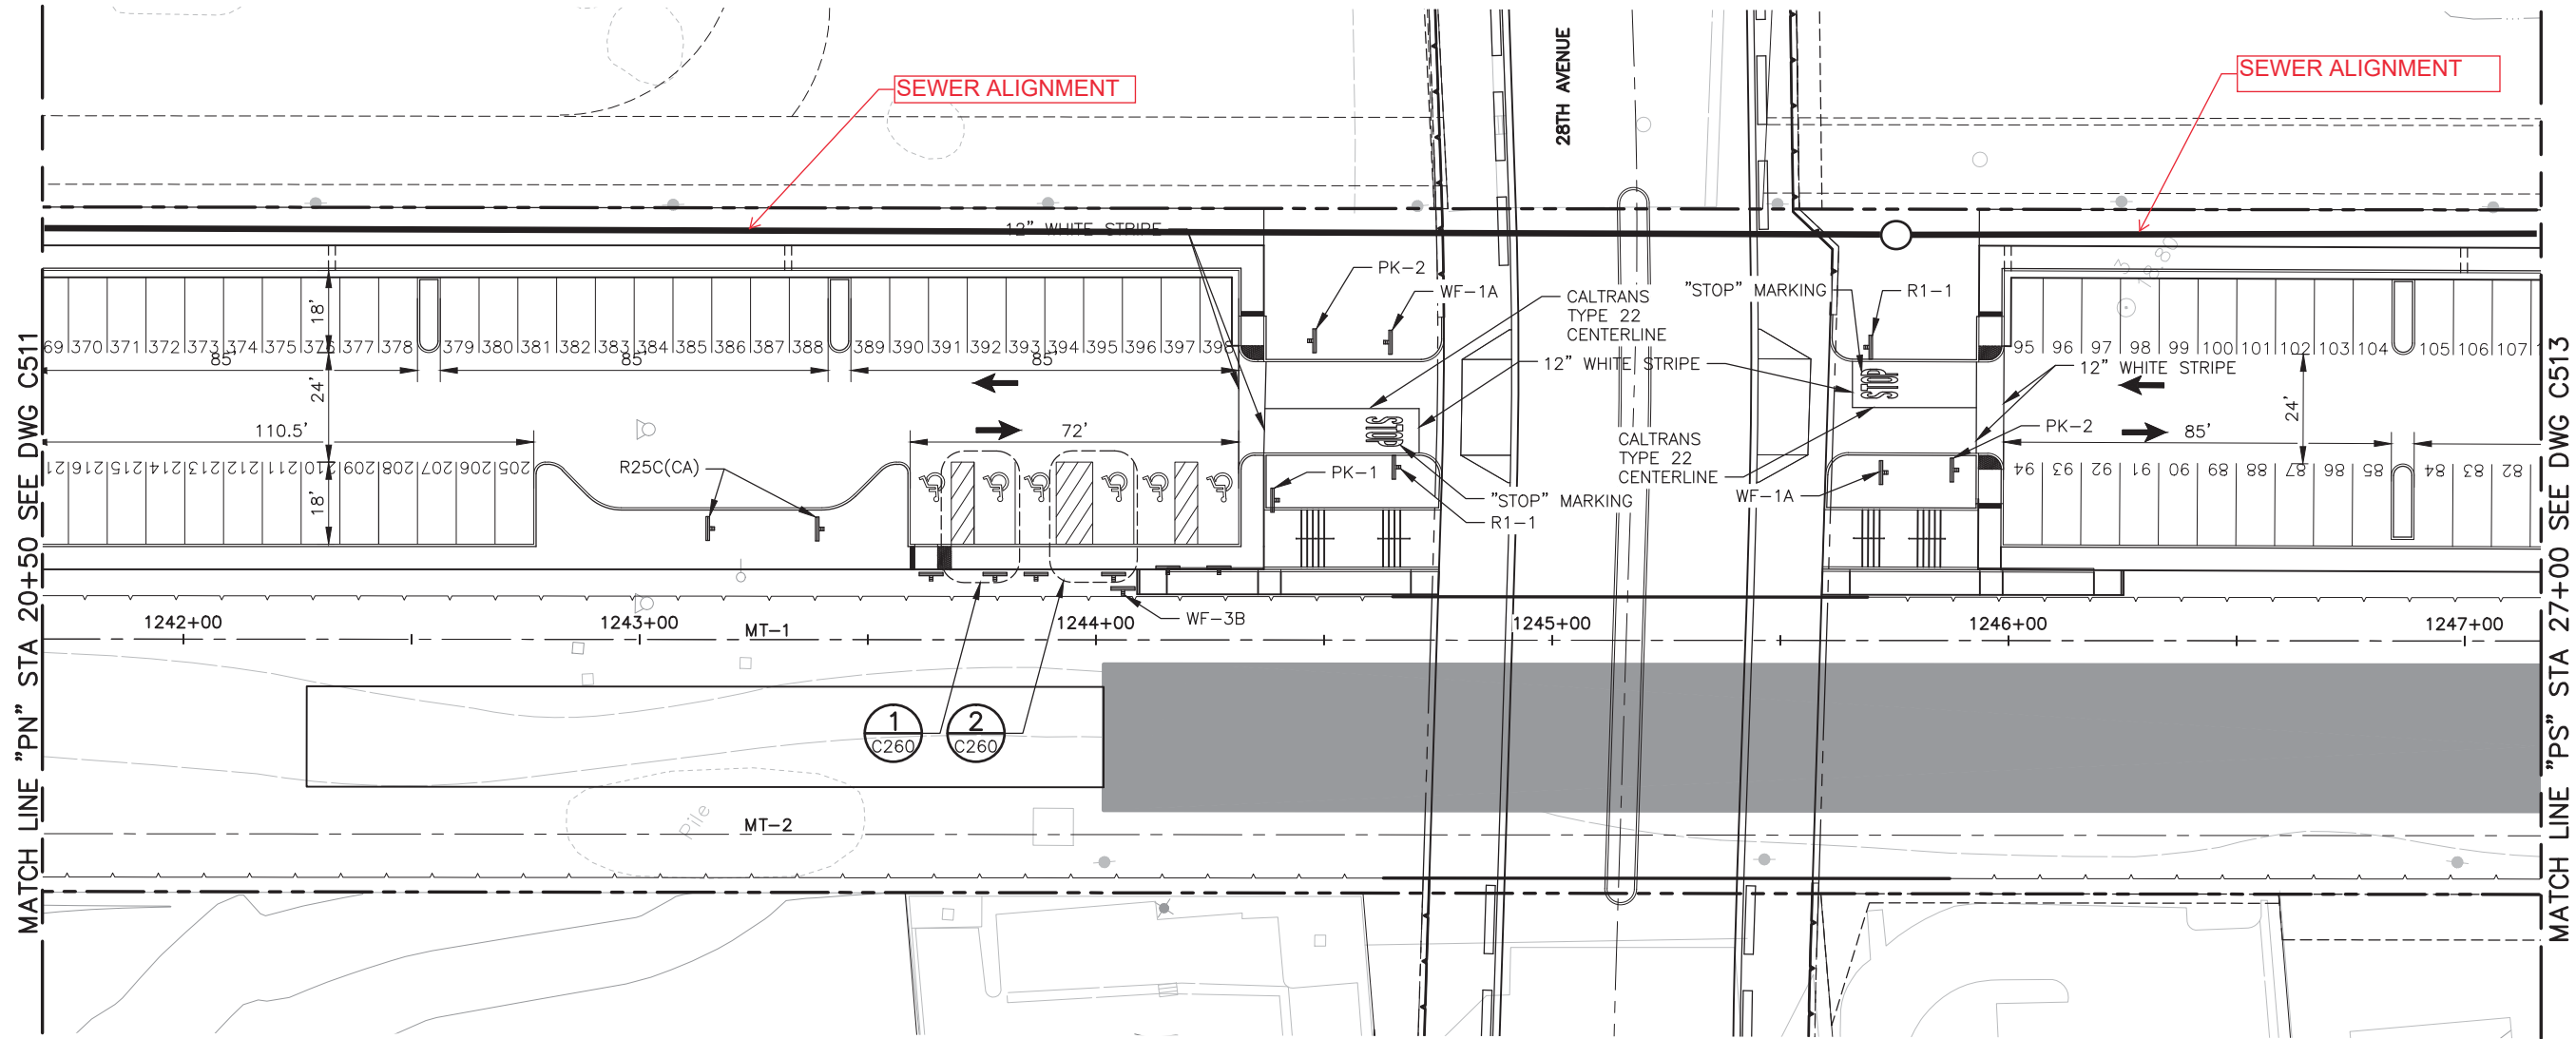 28TH AVENUE
SEWER ALIGNMENT
SEWER ALIGNMENT
12" WHITE STRIPE
PK-2
WF-1A
CALTRANS
TYPE 22
CENTERLINE
"STOP" MARKING
R1-1
12" WHITE STRIPE
12" WHITE STRIPE
3
18.80
18'
69 370 371 372 373 374 375 376 377 378 379 380 381 382 383 384 385 386 387 388 389 390 391 392 393 394 395 396 397 398
85'
85'
85'
95 96 97 98 99 100 101 102 103 104 105 106 107
24'
STOP
STOP
24'
110.5'
72'
85'
R25C(CA)
PK-1
PK-2
CALTRANS
TYPE 22
CENTERLINE
WF-1A
"STOP" MARKING
R1-1
21 216 215 214 213 212 211 210 209 208 207 206 205
94 93 92 91 90 89 88 87 86 85 84 83 82
18'
WF-3B
1242+00
1243+00
1244+00
1245+00
1246+00
1247+00
MT-1
1
C260
2
C260
MT-2
Pile
MATCH LINE "PN" STA 20+50 SEE DWG C511
MATCH LINE "PS" STA 27+00 SEE DWG C513